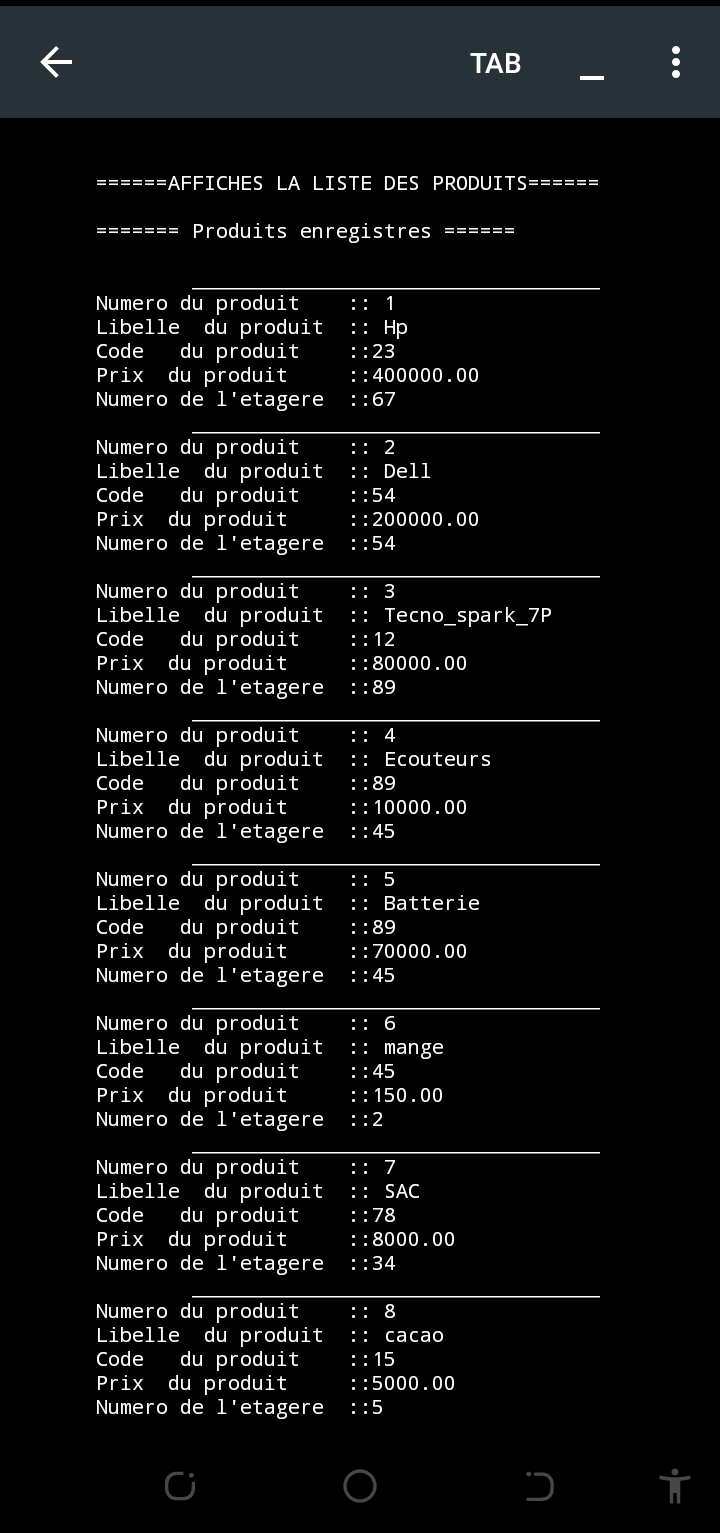 TAB
======AFFICHES LA LISTE DES PRODUITS======
======= Produits enregistres ======
__________________________________
Numero du produit    :: 1
Libelle  du produit  :: Hp
Code   du produit    ::23
Prix  du produit     ::400000.00
Numero de l'etagere  ::67
__________________________________
Numero du produit    :: 2
Libelle  du produit  :: Dell
Code   du produit    ::54
Prix  du produit     ::200000.00
Numero de l'etagere  ::54
__________________________________
Numero du produit    :: 3
Libelle  du produit  :: Tecno_spark_7P
Code   du produit    ::12
Prix  du produit     ::80000.00
Numero de l'etagere  ::89
__________________________________
Numero du produit    :: 4
Libelle  du produit  :: Ecouteurs
Code   du produit    ::89
Prix  du produit     ::10000.00
Numero de l'etagere  ::45
__________________________________
Numero du produit    :: 5
Libelle  du produit  :: Batterie
Code   du produit    ::89
Prix  du produit     ::70000.00
Numero de l'etagere  ::45
__________________________________
Numero du produit    :: 6
Libelle  du produit  :: mange
Code   du produit    ::45
Prix  du produit     ::150.00
Numero de l'etagere  ::2
__________________________________
Numero du produit    :: 7
Libelle  du produit  :: SAC
Code   du produit    ::78
Prix  du produit     ::8000.00
Numero de l'etagere  ::34
__________________________________
Numero du produit    :: 8
Libelle  du produit  :: cacao
Code   du produit    ::15
Prix  du produit     ::5000.00
Numero de l'etagere  ::5